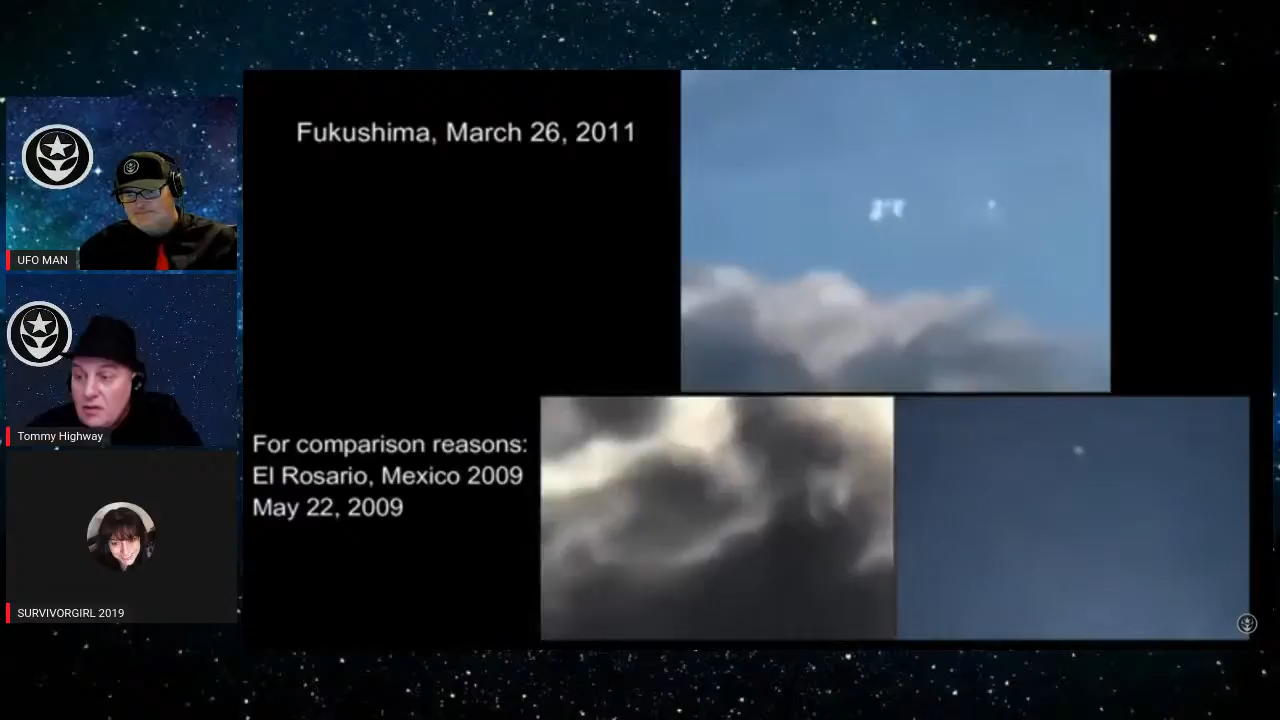 Fukushima, March 26, 2011
UFO MAN
Tommy Highway
For comparison reasons:
El Rosario, Mexico 2009
May 22, 2009
SURVIVORGIRL 2019